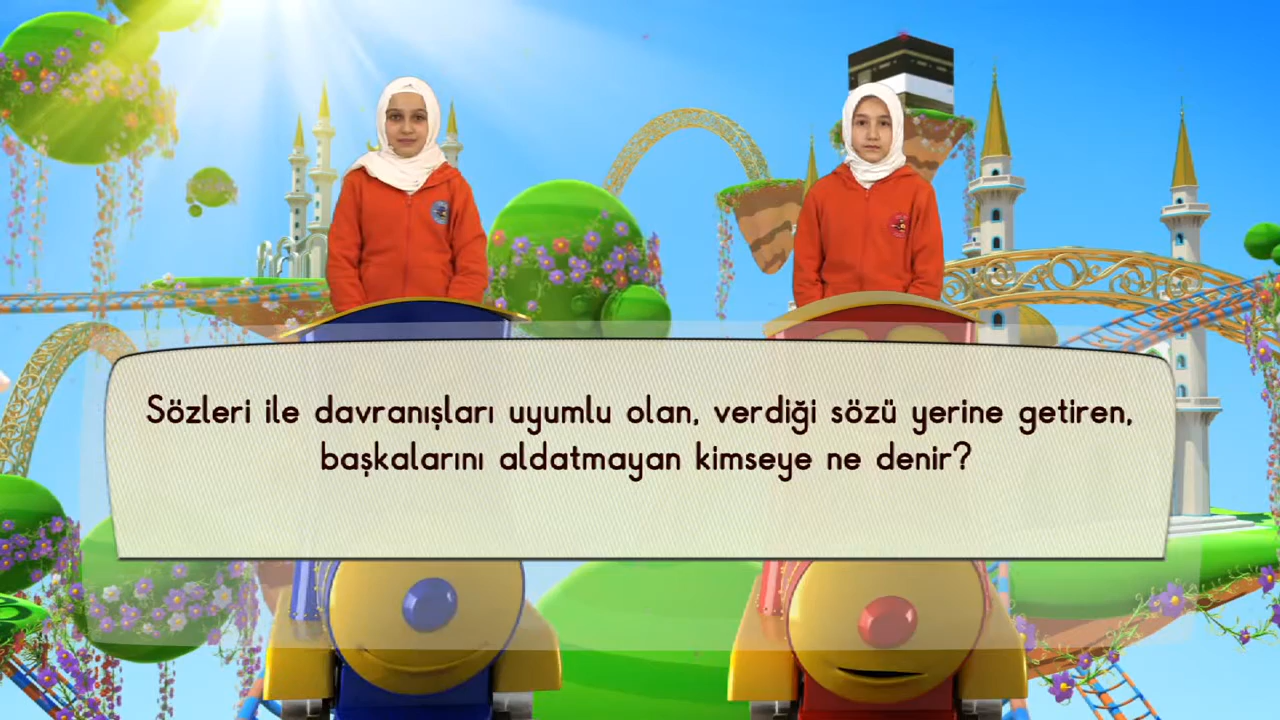 Sözleri ile davranışları uyumlu olan, verdiği sözü yerine getiren,
başkalarını aldatmayan kimseye ne denir?